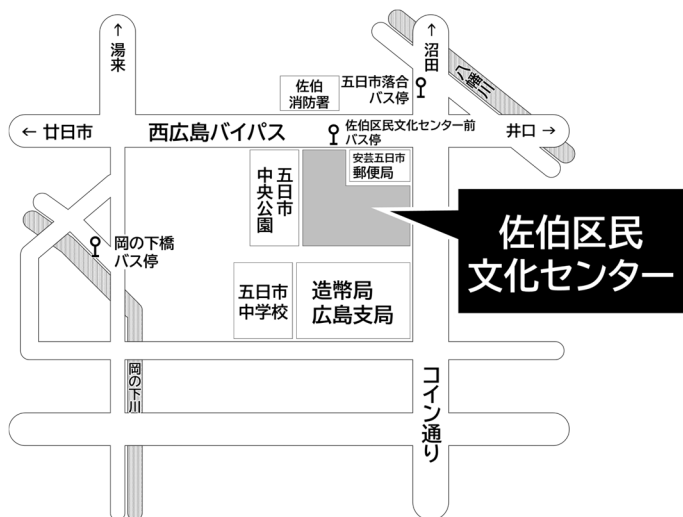 ↑
湯来
↑
沼田
八幡川
佐伯
消防署
五日市落合
バス停
← 廿日市
西広島バイパス
佐伯区民文化センター前
バス停
井口 →
安芸五日市
郵便局
五日市
中央公園
佐伯区民
文化センター
岡の下橋
バス停
五日市
中学校
造幣局
広島支局
岡の下川
コイン通り